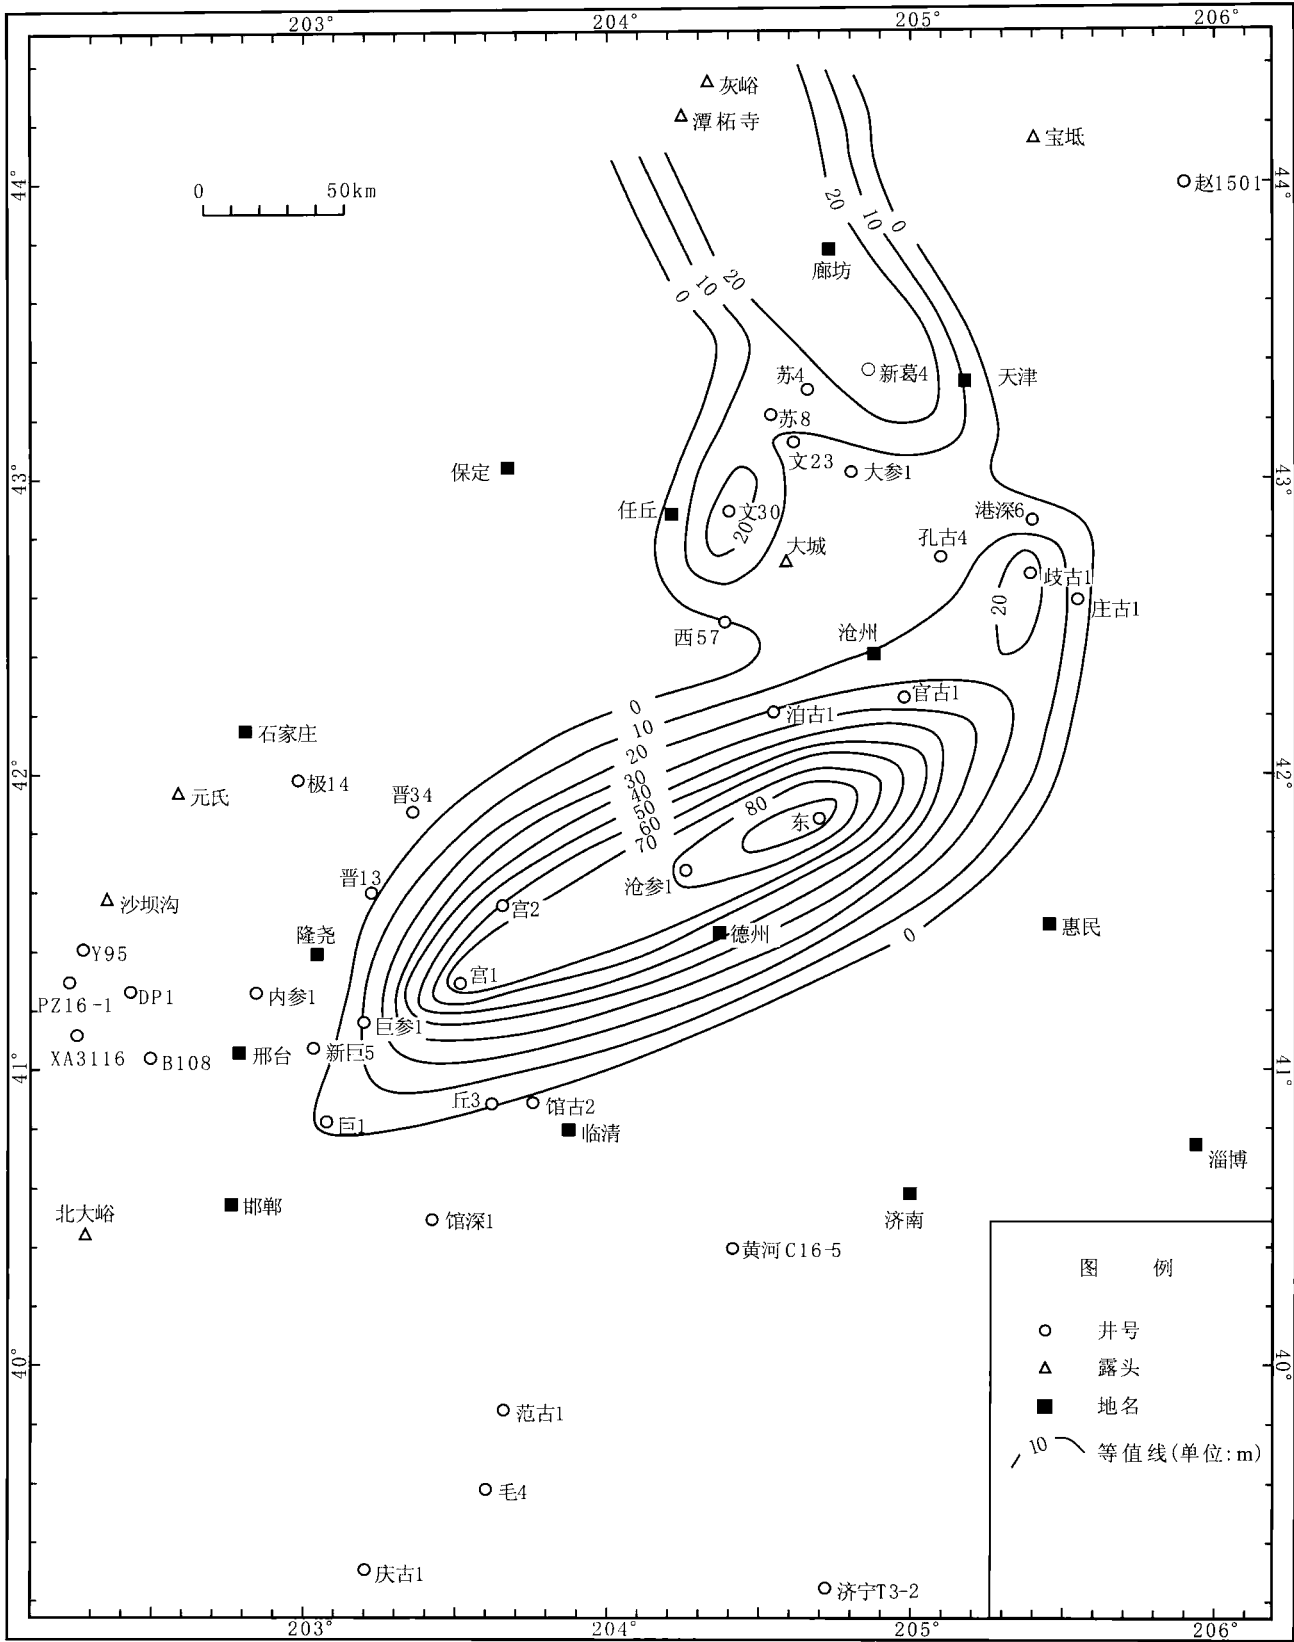 203°
204°
205°
206°
灰峪
潭柘寺
宝坻
44°
44°
赵1501
0
50km
20
10
0
廊坊
0
10
20
苏4
新葛4
天津
苏8
文23
大参1
43°
43°
保定
任丘
文30
20
大城
港深6
孔古4
歧古1
20
庄古1
西57
沧州
官古1
泊古1
0
10
20
30
40
50
60
70
80
石家庄
42°
42°
元氏
极14
晋34
东
沧参1
晋13
沙坝沟
宫2
隆尧
德州
0
惠民
Y95
宫1
PZ16-1
DP1
内参1
巨参1
XA3116
B108
邢台
新巨5
41°
41°
丘3
馆古2
巨1
临清
淄博
北大峪
邯郸
馆深1
济南
黄河C16-5
图 例
井号
露头
地名
10
等值线(单位:m)
40°
40°
范古1
毛4
庆古1
济宁T3-2
203°
204°
205°
206°